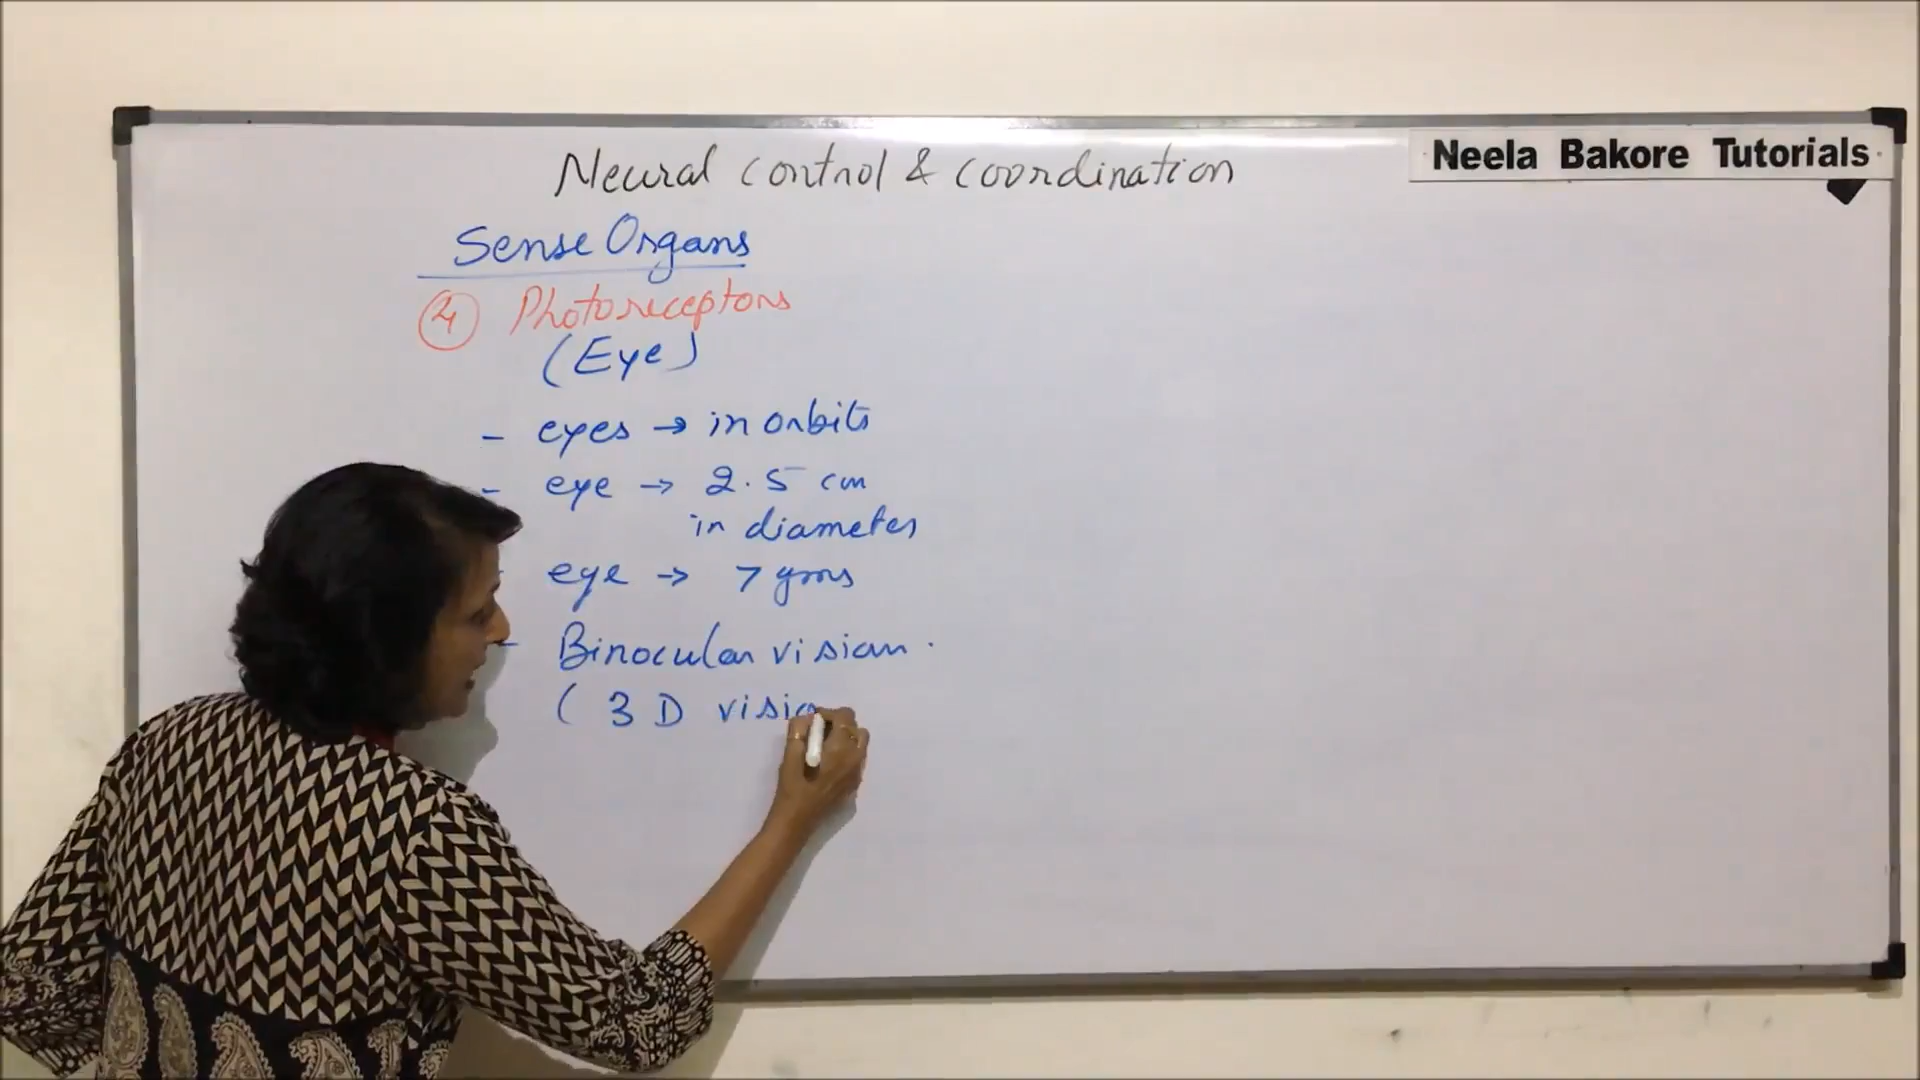 Neela Bakore Tutorials
Neural control & coordination
Sense Organs
4 Photoreceptors
(Eye)
- eyes → in orbits
- eye → 2.5 cm
in diameter
- eye → 7 gms
- Binocular vision.
( 3 D visio